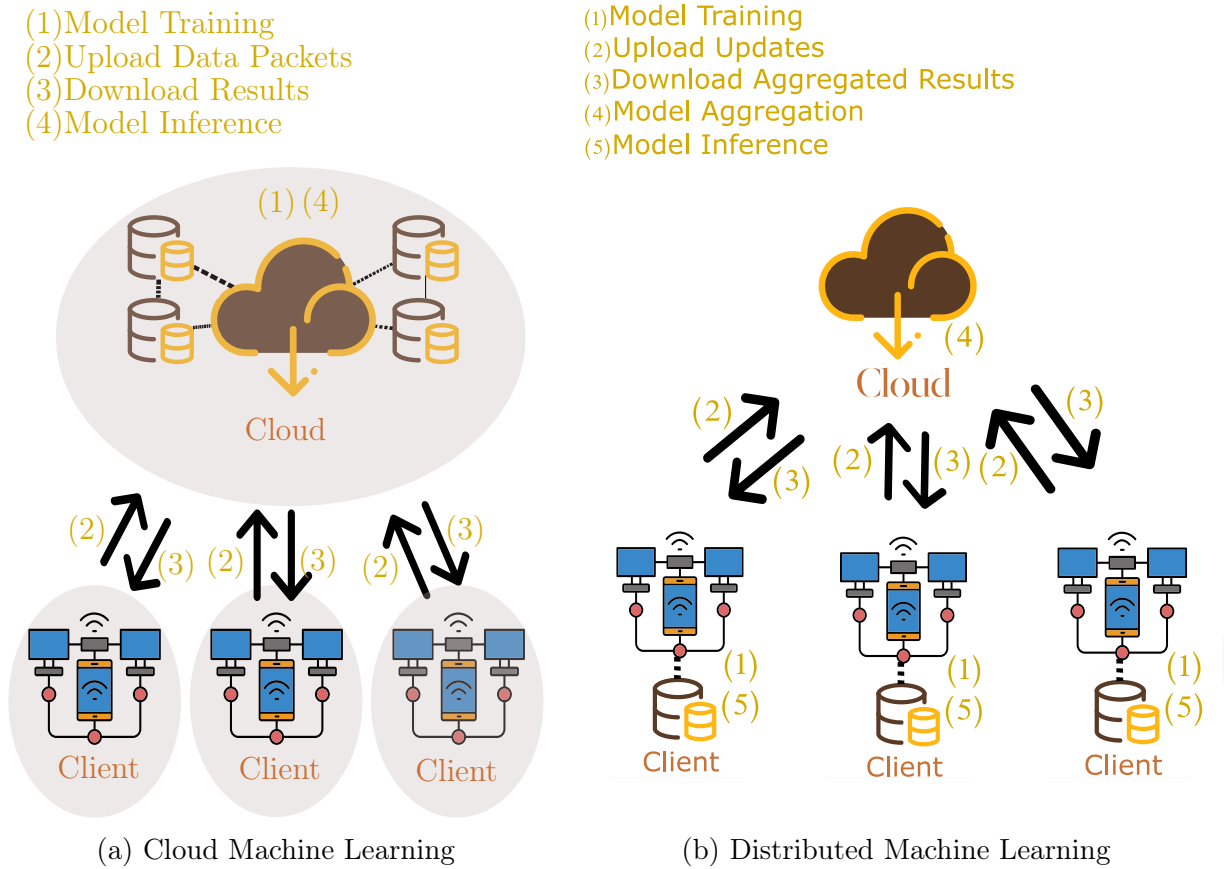 (1)Model Training
(2)Upload Data Packets
(3)Download Results
(4)Model Inference
(1) (4)
Cloud
(2)
(3)
(2)
(3)
(2)
(3)
Client
Client
Client
(a) Cloud Machine Learning
(1)Model Training
(2)Upload Updates
(3)Download Aggregated Results
(4)Model Aggregation
(5)Model Inference
(4)
Cloud
(2)
(3)
(2)
(3)
(2)
(3)
(1)
(5)
Client
(1)
(5)
Client
(1)
(5)
Client
(b) Distributed Machine Learning